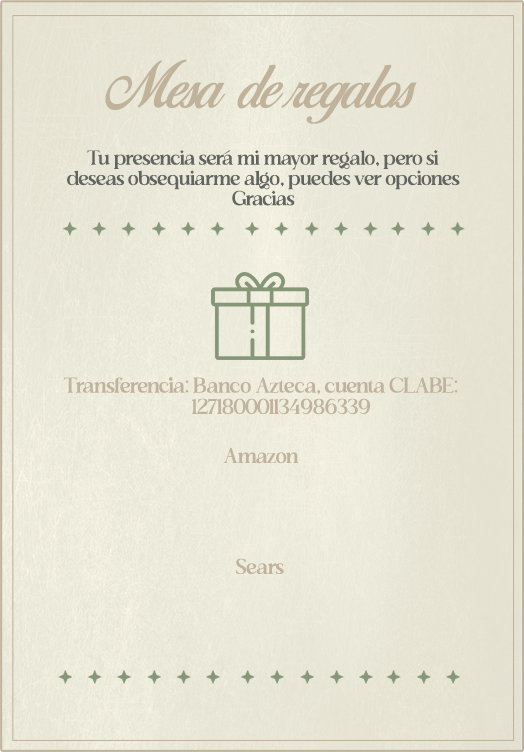 Mesa de regalos
Tu presencia será mi mayor regalo, pero si
deseas obsequiarme algo, puedes ver opciones
Gracias
Transferencia: Banco Azteca, cuenta CLABE:
127180001134986339
Amazon
Sears